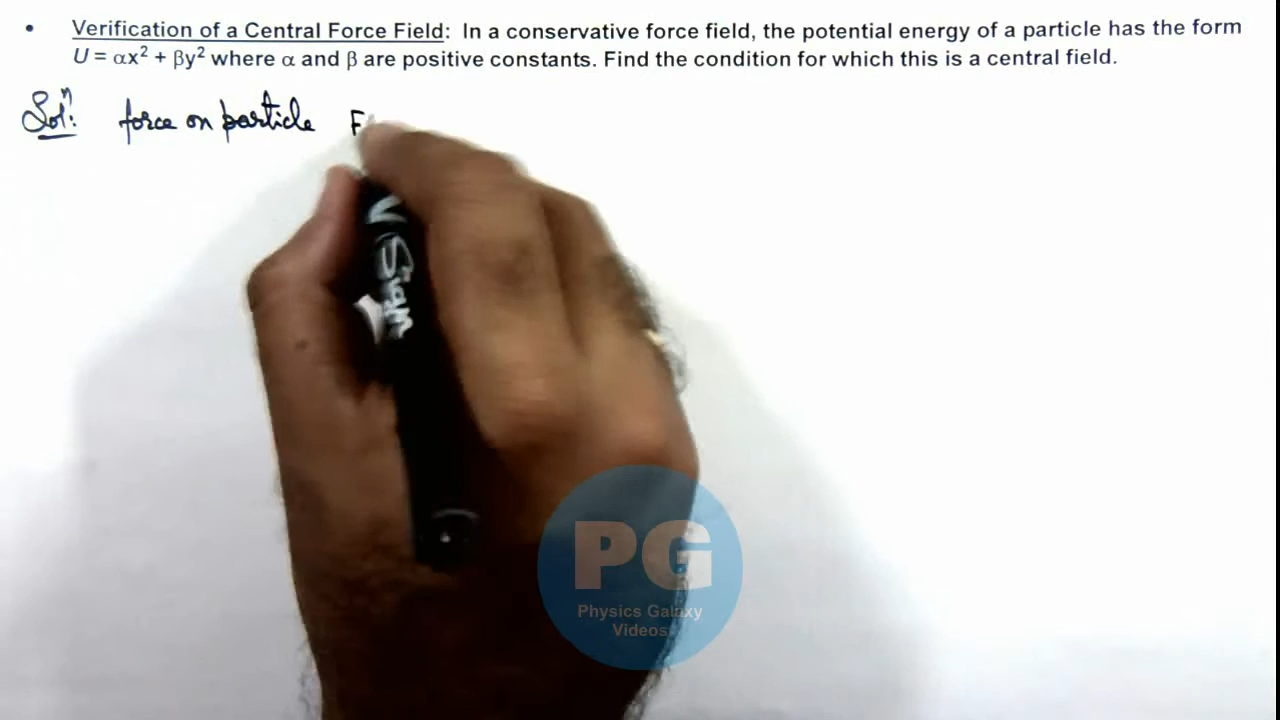 • Verification of a Central Force Field: In a conservative force field, the potential energy of a particle has the form
U = αx² + βy² where α and β are positive constants. Find the condition for which this is a central field.
Solⁿ: force on particle F
V Sign
PG
Physics Galaxy
Videos